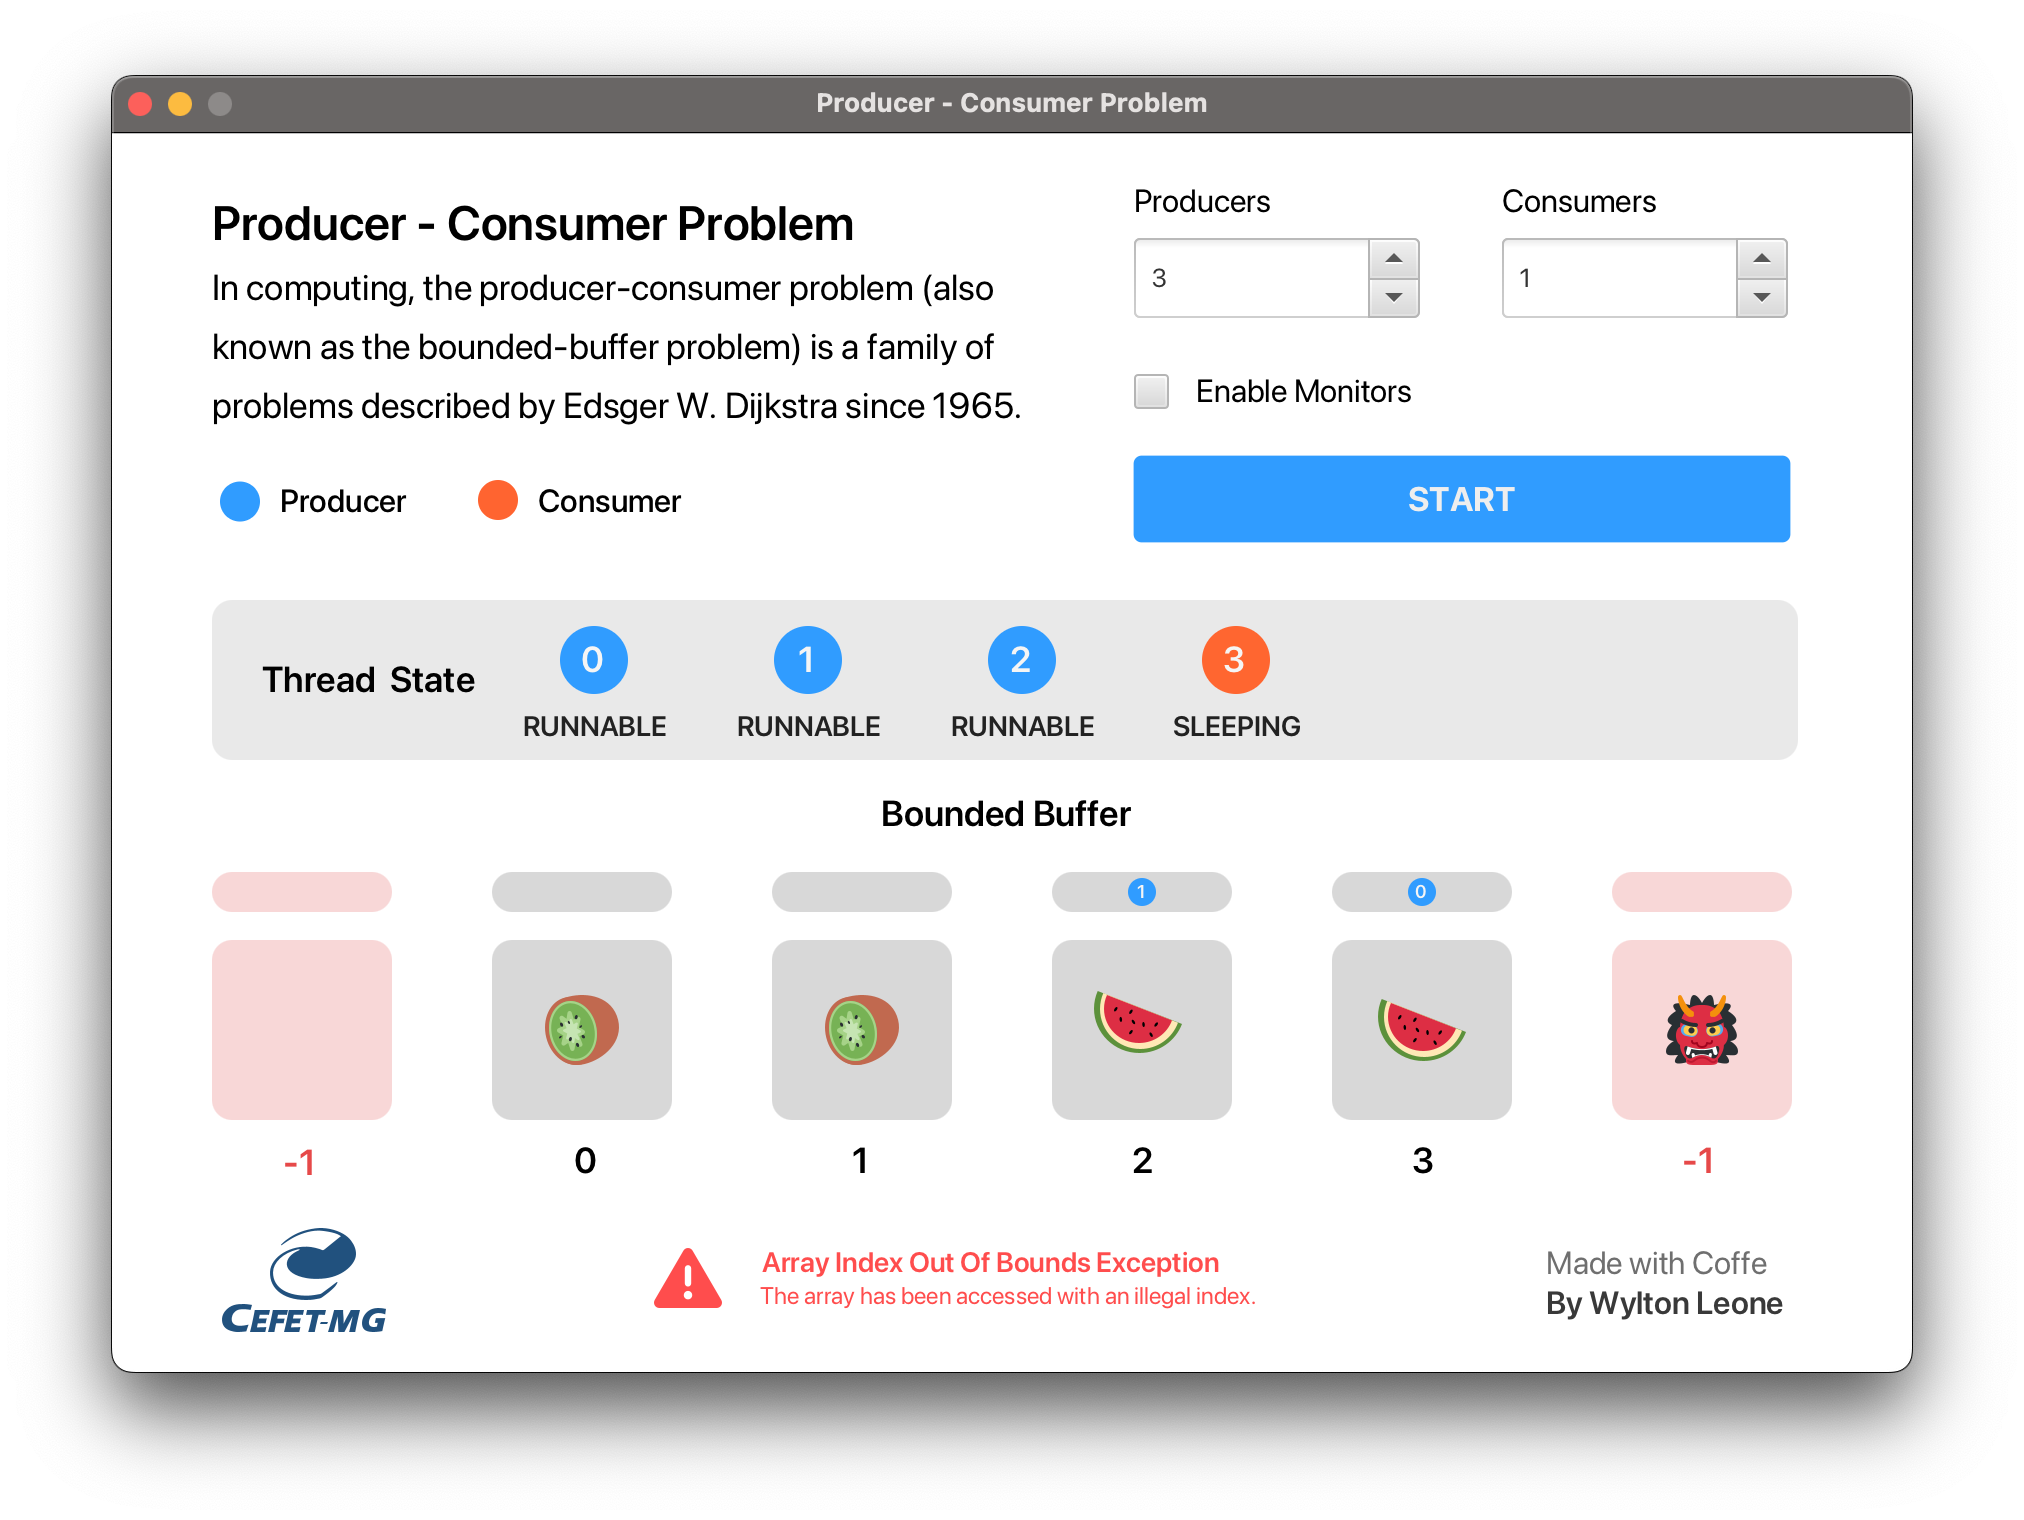 Producer - Consumer Problem
Producer - Consumer Problem
In computing, the producer-consumer problem (also
known as the bounded-buffer problem) is a family of
problems described by Edsger W. Dijkstra since 1965.
Producer Consumer
Producers Consumers
3 1
Enable Monitors
START
Thread State
0 1 2 3
RUNNABLE RUNNABLE RUNNABLE SLEEPING
Bounded Buffer
1 0
-1 0 1 2 3 -1
CEFET-MG
Array Index Out Of Bounds Exception
The array has been accessed with an illegal index.
Made with Coffe
By Wylton Leone